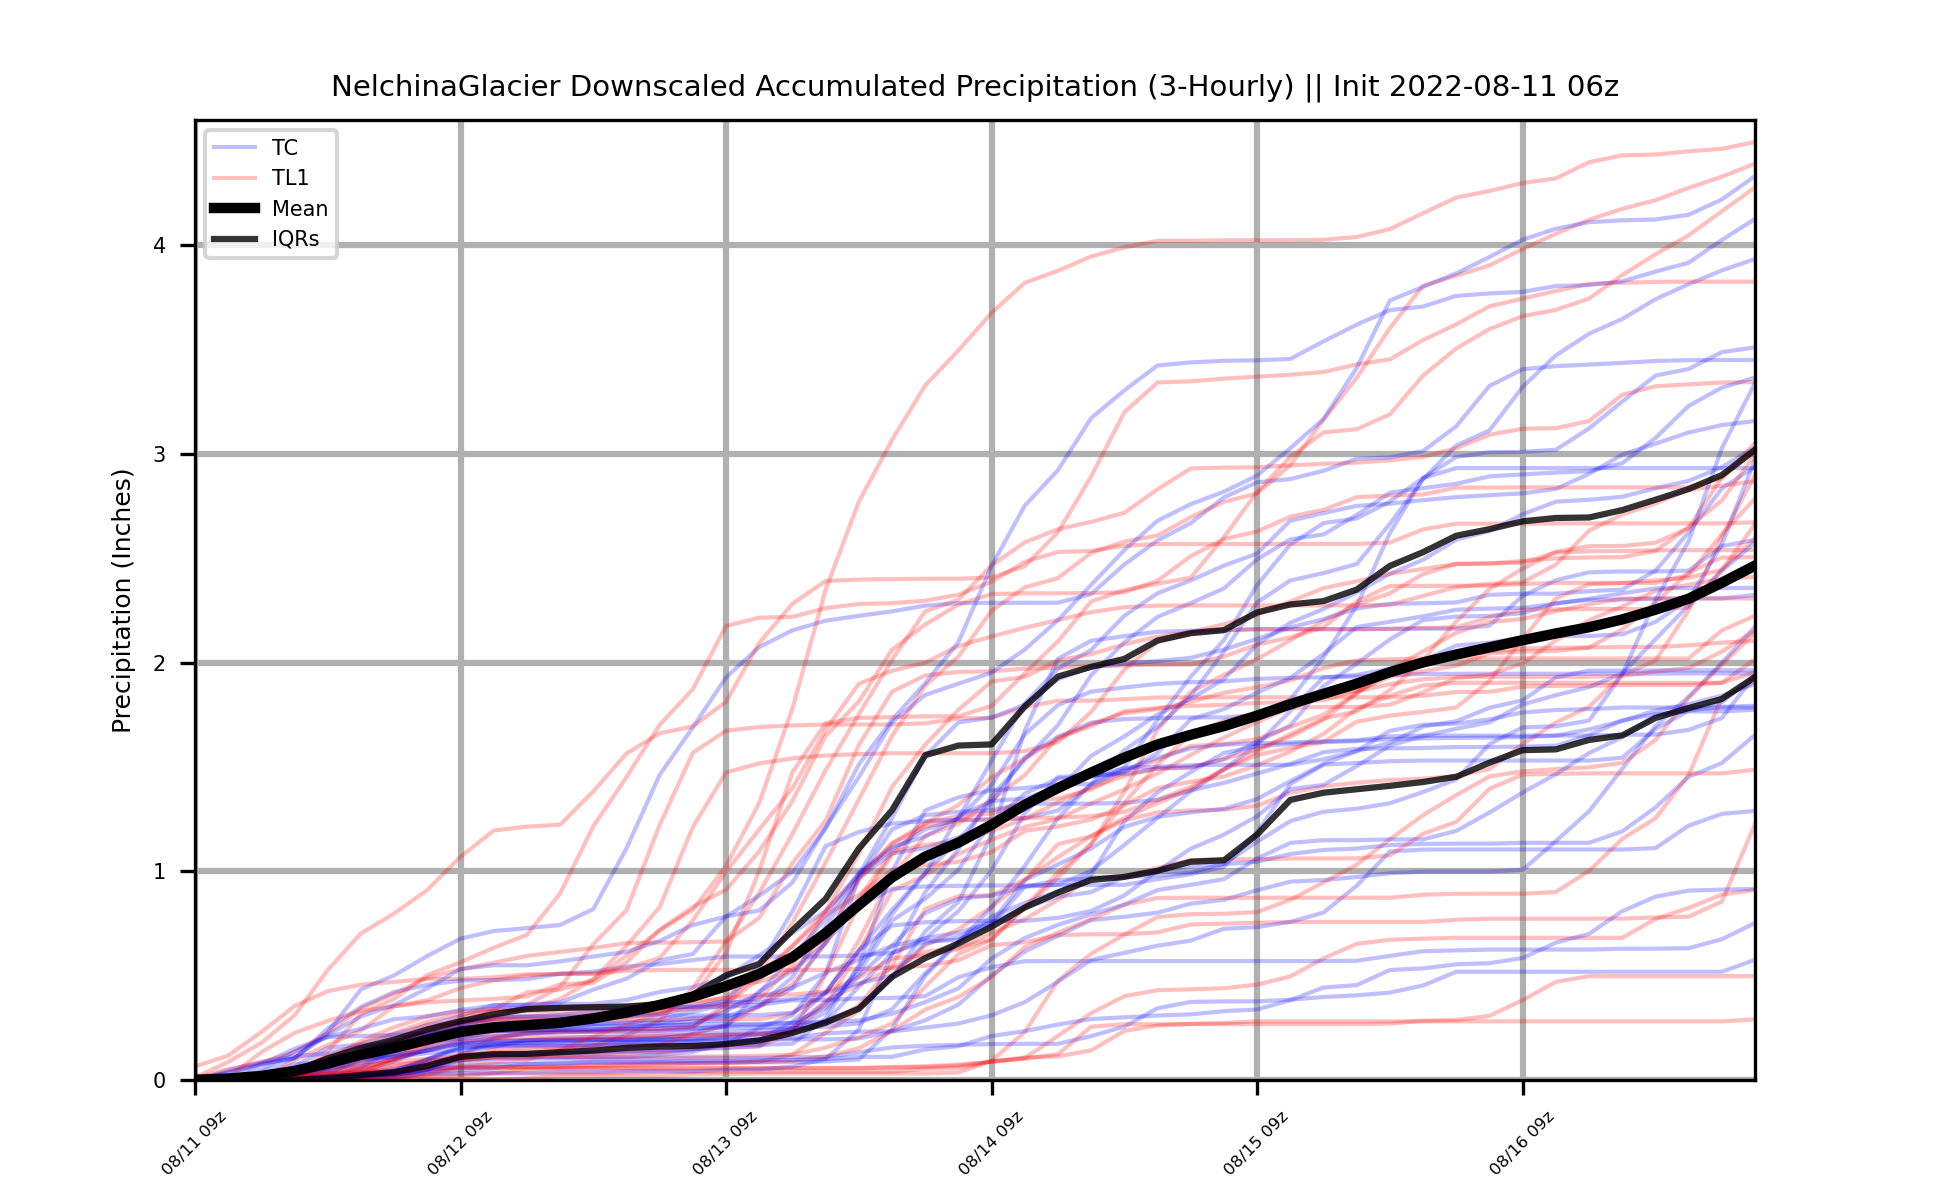 NelchinaGlacier Downscaled Accumulated Precipitation (3-Hourly) || Init 2022-08-11 06z
TC
TL1
Mean
IQRs
Precipitation (Inches)
4
3
2
1
0
08/11 09z
08/12 09z
08/13 09z
08/14 09z
08/15 09z
08/16 09z